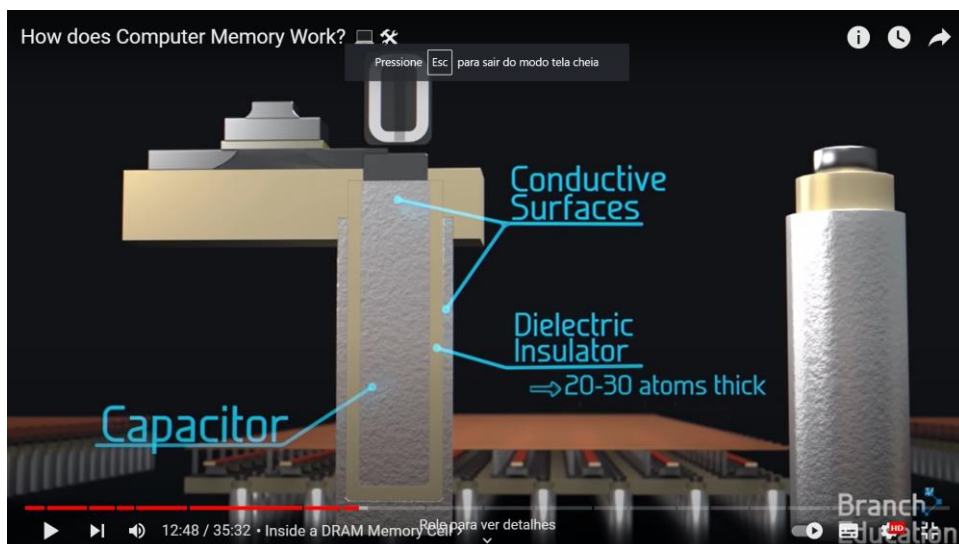 How does Computer Memory Work? 💻 🛠
Pressione Esc para sair do modo tela cheia
Conductive
Surfaces
Dielectric
Insulator
⇒20-30 atoms thick
Capacitor
Branch
Education
12:48 / 35:32 • Inside a DRAM Memory Cell >
Role para ver detalhes
HD